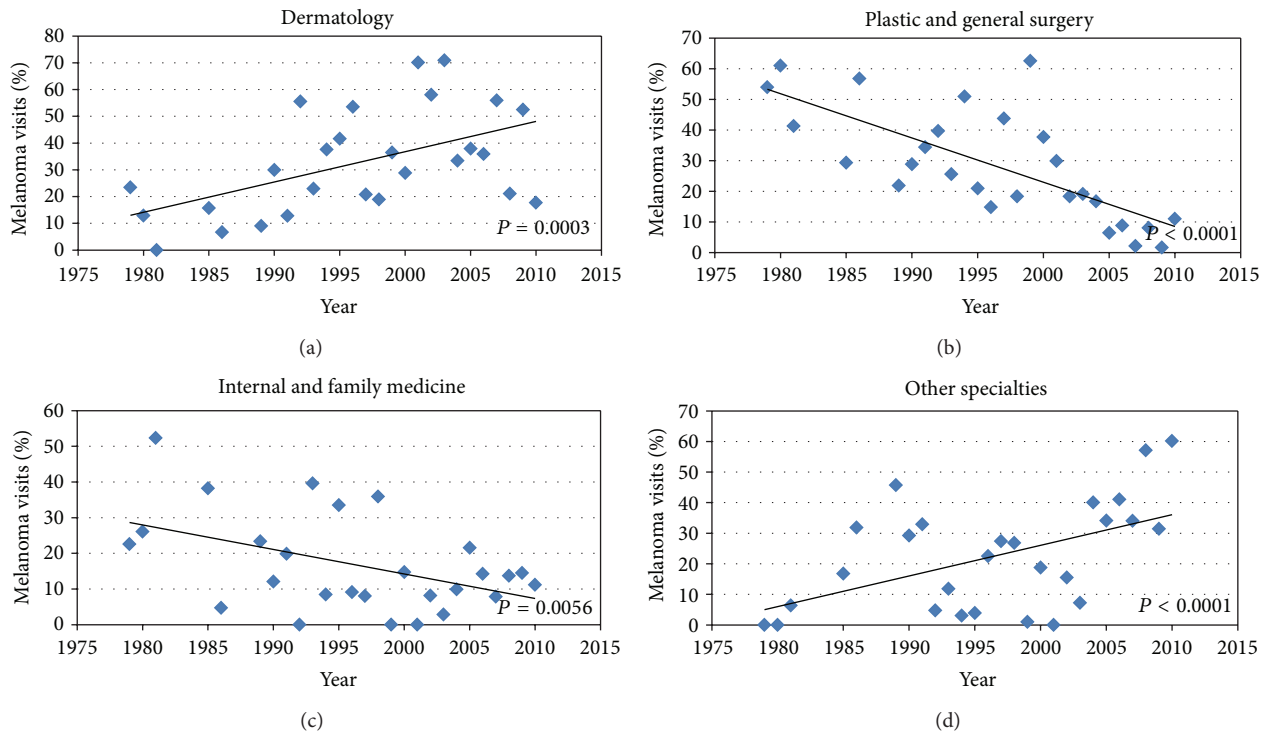 Dermatology
Melanoma visits (%)
80
70
60
50
40
30
20
10
0
P = 0.0003
1975 1980 1985 1990 1995 2000 2005 2010 2015
Year
(a)
Plastic and general surgery
Melanoma visits (%)
70
60
50
40
30
20
10
0
P < 0.0001
1975 1980 1985 1990 1995 2000 2005 2010 2015
Year
(b)
Internal and family medicine
Melanoma visits (%)
60
50
40
30
20
10
0
P = 0.0056
1975 1980 1985 1990 1995 2000 2005 2010 2015
Year
(c)
Other specialties
Melanoma visits (%)
70
60
50
40
30
20
10
0
P < 0.0001
1975 1980 1985 1990 1995 2000 2005 2010 2015
Year
(d)